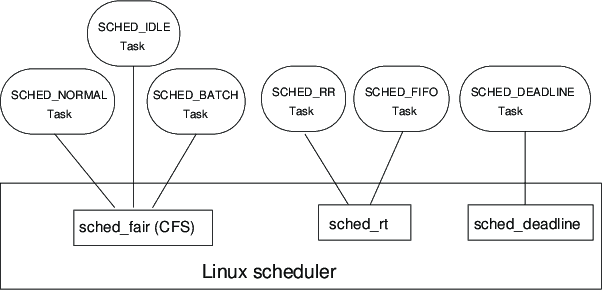 SCHED_IDLE
Task
SCHED_NORMAL
Task
SCHED_BATCH
Task
SCHED_RR
Task
SCHED_FIFO
Task
SCHED_DEADLINE
Task
sched_fair (CFS)
sched_rt
sched_deadline
Linux scheduler